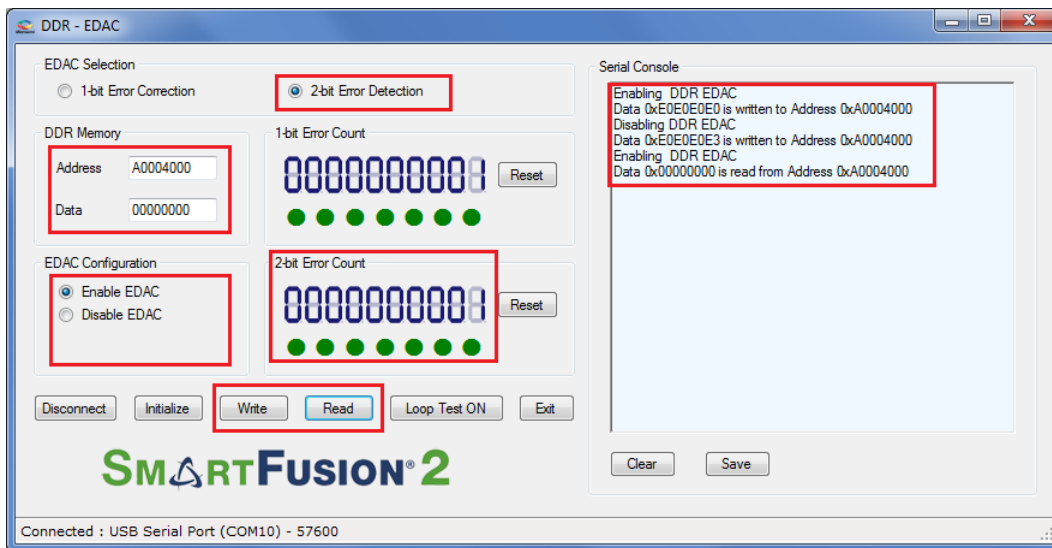 DDR - EDAC
EDAC Selection
1-bit Error Correction
2-bit Error Detection
DDR Memory
Address A0004000
Data 00000000
1-bit Error Count
0000000001
Reset
EDAC Configuration
Enable EDAC
Disable EDAC
2-bit Error Count
0000000001
Reset
Disconnect Initialize Write Read Loop Test ON Exit
SMARTFUSION® 2
Serial Console
Enabling DDR EDAC
Data 0xE0E0E0E0 is written to Address 0xA0004000
Disabling DDR EDAC
Data 0xE0E0E0E3 is written to Address 0xA0004000
Enabling DDR EDAC
Data 0x00000000 is read from Address 0xA0004000
Clear Save
Connected : USB Serial Port (COM10) - 57600